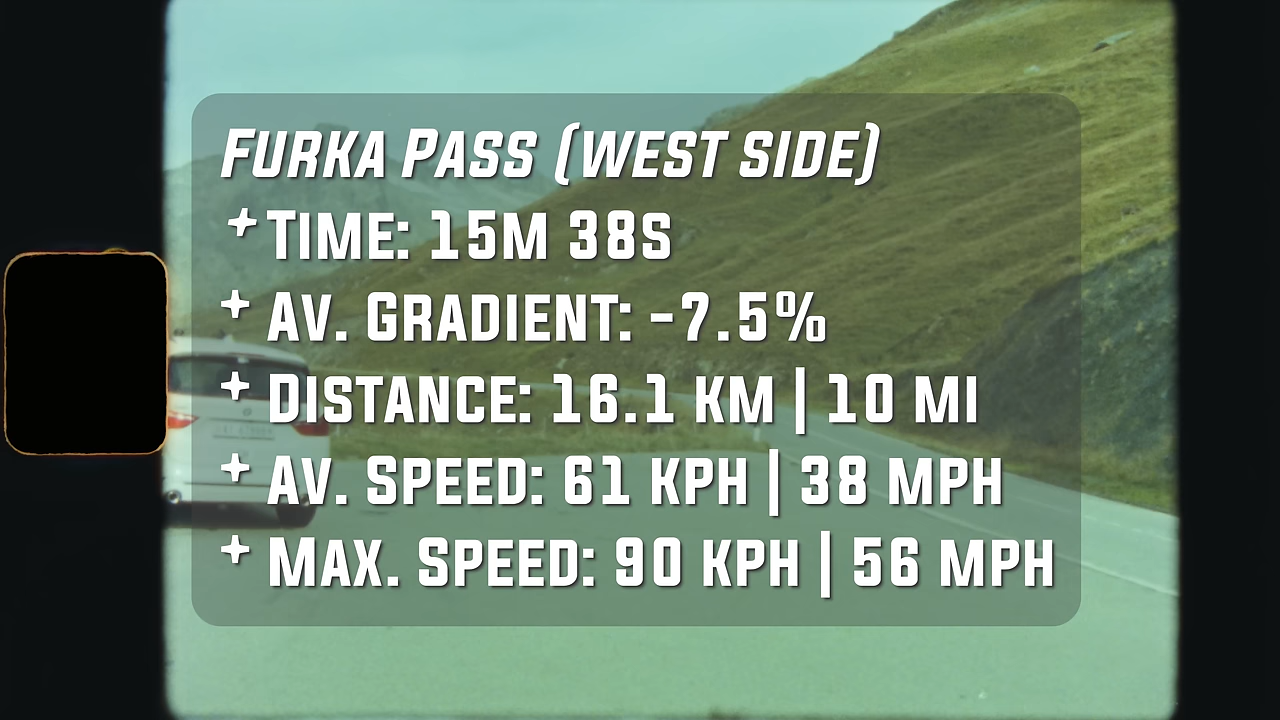 Furka Pass (west side)
Time: 15m 38s
Av. Gradient: -7.5%
Distance: 16.1 km | 10 mi
Av. Speed: 61 kph | 38 mph
Max. Speed: 90 kph | 56 mph